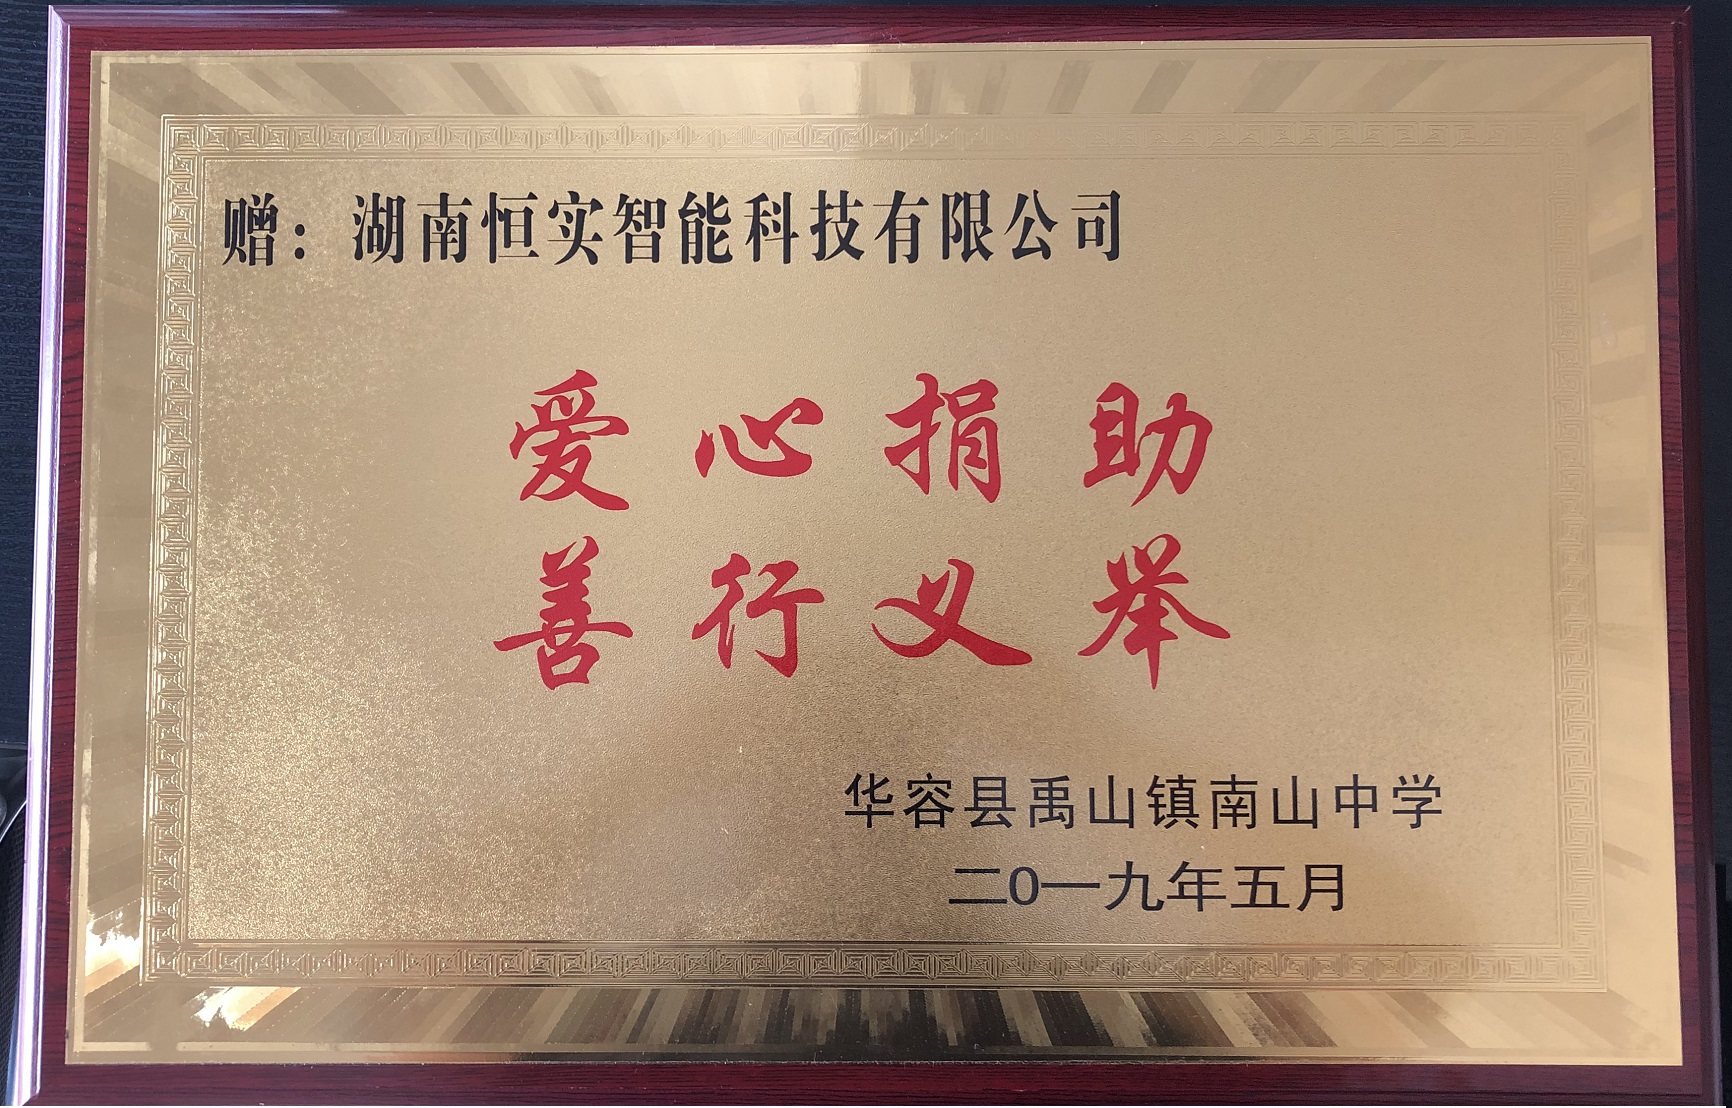 赠：湖南恒实智能科技有限公司
爱心捐助
善行义举
华容县禹山镇南山中学
二0一九年五月